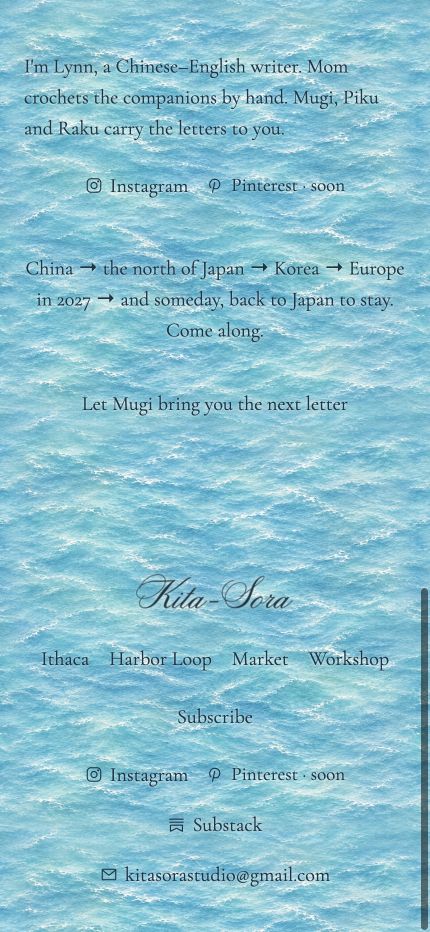 I'm Lynn, a Chinese–English writer. Mom
crochets the companions by hand. Mugi, Piku
and Raku carry the letters to you.
Instagram Pinterest · soon
China → the north of Japan → Korea → Europe
in 2027 → and someday, back to Japan to stay.
Come along.
Let Mugi bring you the next letter
Kita-Sora
Ithaca Harbor Loop Market Workshop
Subscribe
Instagram Pinterest · soon
Substack
kitasorastudio@gmail.com